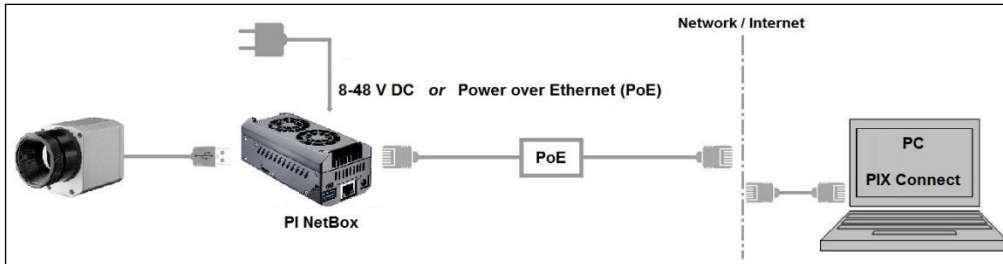 Network / Internet
8-48 V DC or Power over Ethernet (PoE)
PoE
PC
PIX Connect
PI NetBox